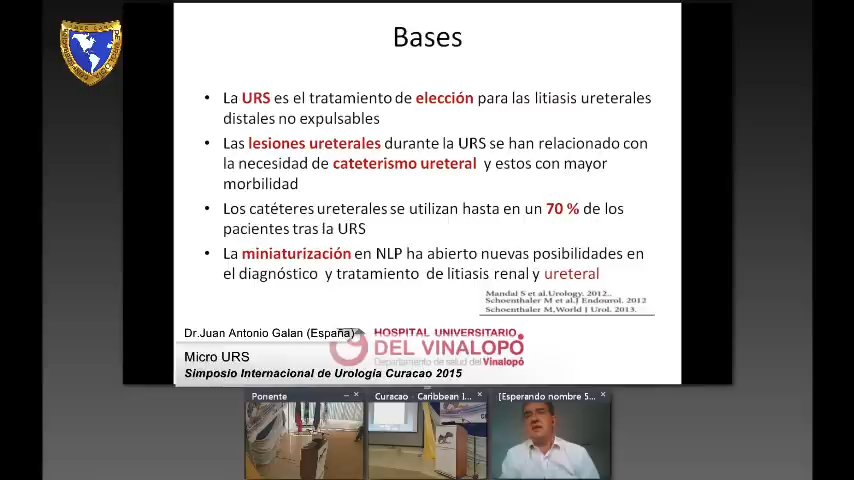 Bases
• La URS es el tratamiento de elección para las litiasis ureterales
distales no expulsables
• Las lesiones ureterales durante la URS se han relacionado con
la necesidad de cateterismo ureteral y estos con mayor
morbilidad
• Los catéteres ureterales se utilizan hasta en un 70 % de los
pacientes tras la URS
• La miniaturización en NLP ha abierto nuevas posibilidades en
el diagnóstico y tratamiento de litiasis renal y ureteral
Mandal S et al.Urology. 2012..
Schoenthaler M et al.J Endourol. 2012
Schoenthaler M,World J Urol. 2013.
Dr.Juan Antonio Galan (España)
HOSPITAL UNIVERSITARIO
DEL VINALOPÓ
Departamento de salud del Vinalopó
Micro URS
Simposio Internacional de Urología Curacao 2015
Ponente
Curacao
Caribbean I...
[Esperando nombre S...